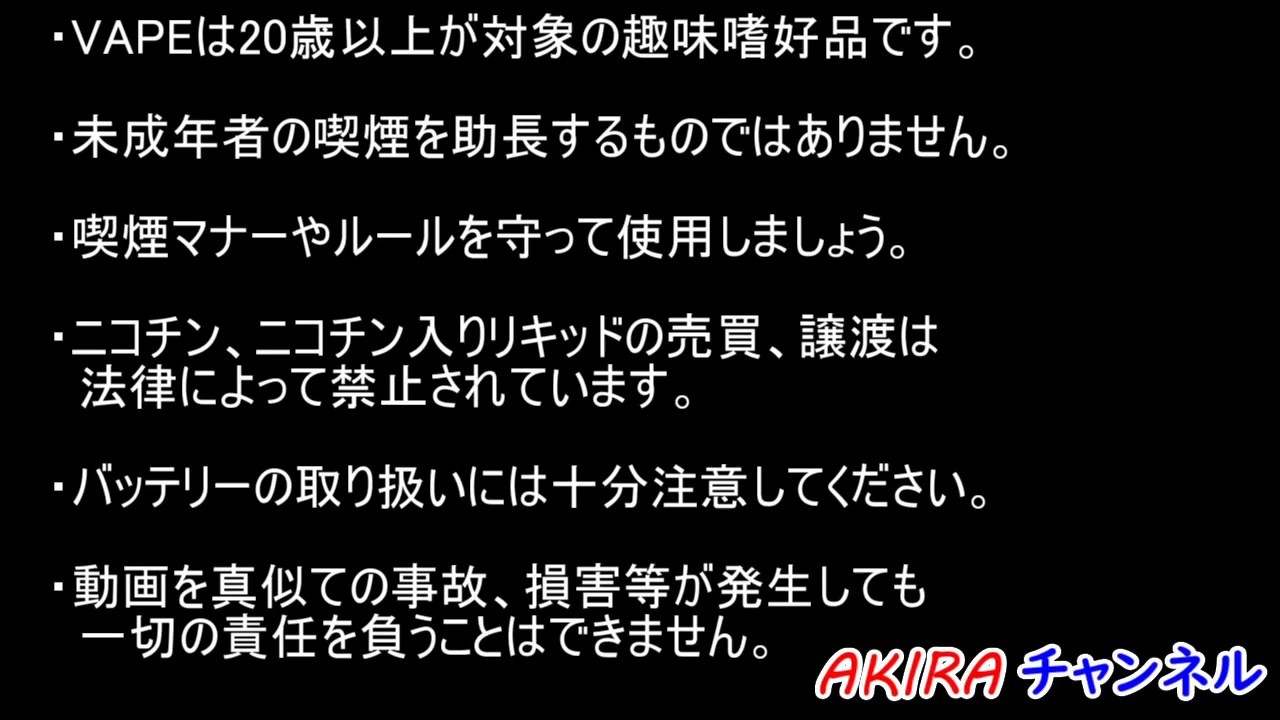 ・VAPEは20歳以上が対象の趣味嗜好品です。
・未成年者の喫煙を助長するものではありません。
・喫煙マナーやルールを守って使用しましょう。
・ニコチン、ニコチン入りリキッドの売買、譲渡は
法律によって禁止されています。
・バッテリーの取り扱いには十分注意してください。
・動画を真似ての事故、損害等が発生しても
一切の責任を負うことはできません。
AKIRAチャンネル